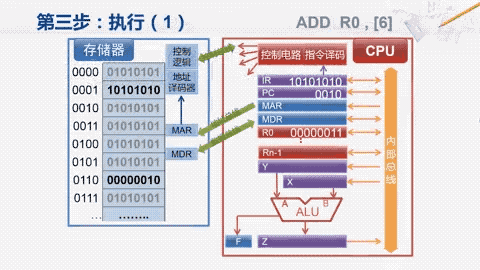 第三步：执行（1）
ADD R0 , [6]
存储器
控制
逻辑
地址
译码器
0000 01010101
0001 10101010
0010 01010101
0011 01010101
0100 01010101
0101 01010101
0110 00000010
0111 01010101
... ........
MAR
MDR
CPU
控制电路 指令译码
IR 10101010
PC 0010
MAR
MDR
R0 00000011
⋮
Rn-1
Y
X
A B
ALU
F
Z
内部总线